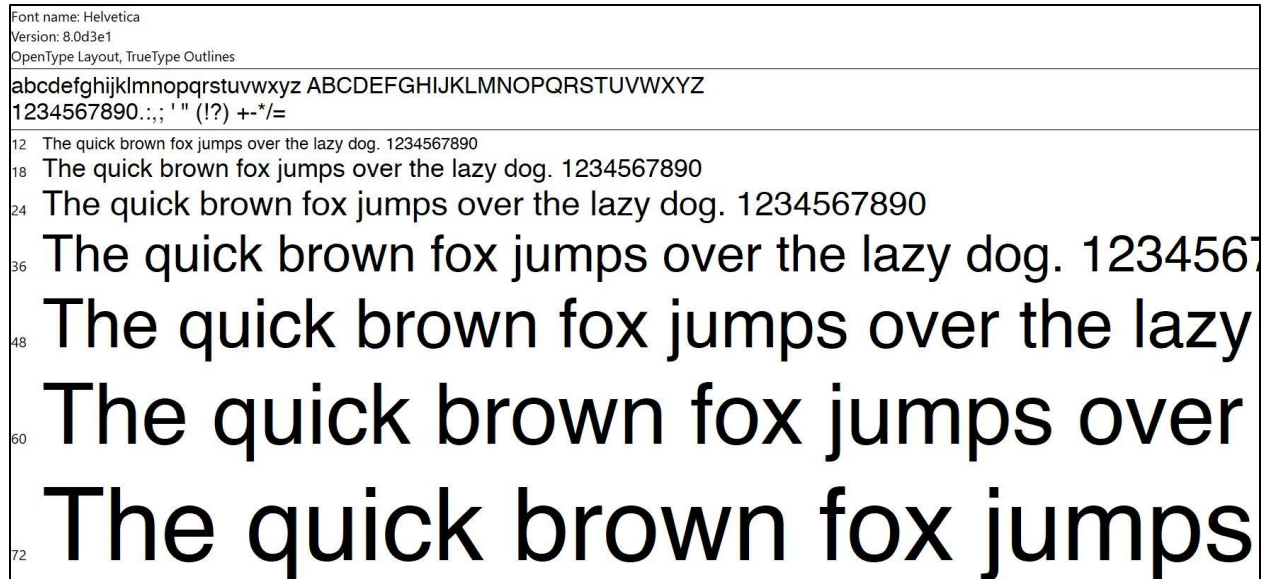 Font name: Helvetica
Version: 8.0d3e1
OpenType Layout, TrueType Outlines
abcdefghijklmnopqrstuvwxyz ABCDEFGHIJKLMNOPQRSTUVWXYZ
1234567890.:,; ' " (!?) +-*/=
12 The quick brown fox jumps over the lazy dog. 1234567890
18 The quick brown fox jumps over the lazy dog. 1234567890
24 The quick brown fox jumps over the lazy dog. 1234567890
36 The quick brown fox jumps over the lazy dog. 1234567
48 The quick brown fox jumps over the lazy
60 The quick brown fox jumps over
72 The quick brown fox jumps